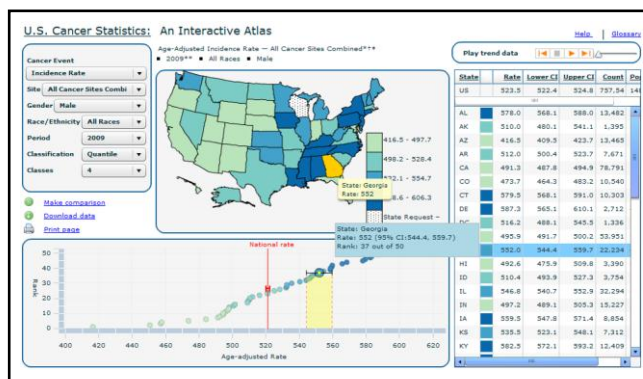 U.S. Cancer Statistics: An Interactive Atlas
Help | Glossary
Age-Adjusted Incidence Rate — All Cancer Sites Combined
2009** ■ All Races ■ Male
Play trend data
Cancer Event
Incidence Rate
Site All Cancer Sites Combi
Gender Male
Race/Ethnicity All Races
Period 2009
Classification Quantile
Classes 4
Make comparison
Download data
Print page
416.5 - 497.7
498.2 - 528.4
- 554.7
- 606.3
State Request ~
State: Georgia
Rate: 552
State: Georgia
Rate: 552 (95% CI:544.4, 559.7)
Rank: 37 out of 50
National rate
Rank
50
40
30
20
10
0
400 420 440 460 480 500 520 540 560 580 600 620
Age-adjusted Rate
State Rate Lower CI Upper CI Count
US 523.5 522.4 524.8
AL 578.0 568.1 588.0 13,482
AK 510.0 480.1 541.1 1,395
AZ 416.5 409.5 423.7 13,465
AR 512.0 500.4 523.7 7,671
CA 491.3 487.8 494.9 78,791
CO 473.7 464.3 483.2 10,540
CT 579.5 568.1 591.0 10,303
DE 587.3 565.1 610.1 2,712
516.2 488.1 545.5 1,336
495.9 491.7 500.2 53,951
552.0 544.4 559.7 22,234
HI 492.6 475.9 509.8 3,390
ID 510.4 493.9 527.3 3,754
IL 546.8 540.7 552.9 32,294
IN 497.2 489.1 505.3 15,227
IA 559.5 547.8 571.4 8,854
KS 535.5 523.1 548.1 7,312
KY 582.5 572.1 593.2 12,409